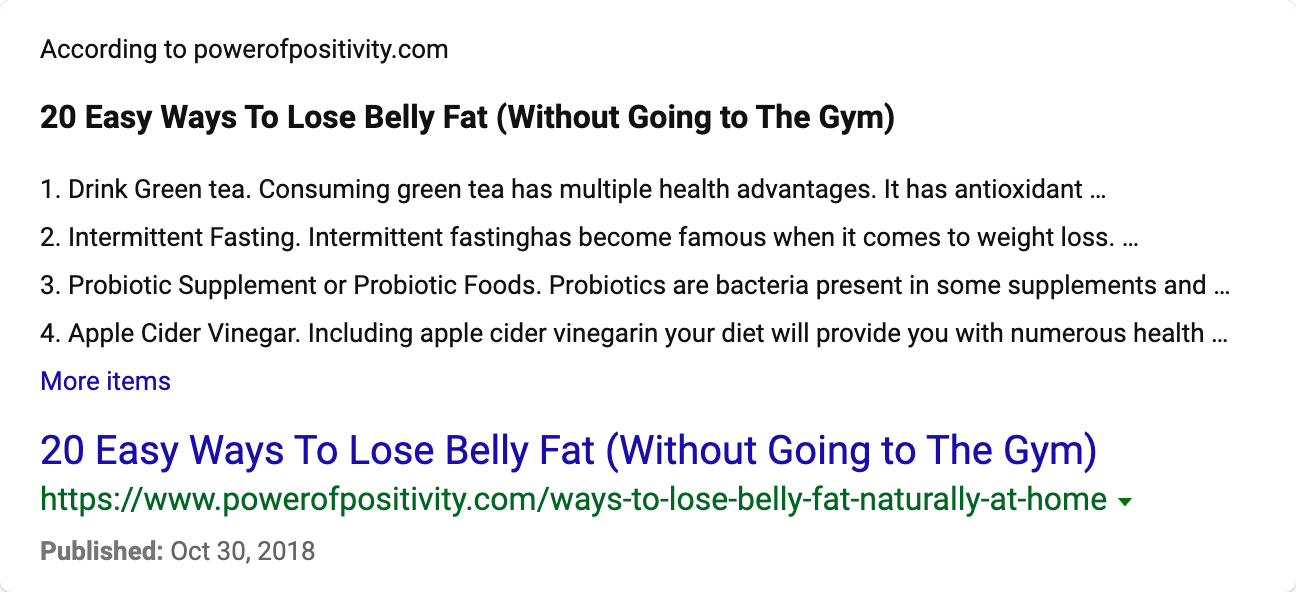 According to powerofpositivity.com
20 Easy Ways To Lose Belly Fat (Without Going to The Gym)
1. Drink Green tea. Consuming green tea has multiple health advantages. It has antioxidant ...
2. Intermittent Fasting. Intermittent fastinghas become famous when it comes to weight loss. ...
3. Probiotic Supplement or Probiotic Foods. Probiotics are bacteria present in some supplements and ...
4. Apple Cider Vinegar. Including apple cider vinegarin your diet will provide you with numerous health ...
More items
20 Easy Ways To Lose Belly Fat (Without Going to The Gym)
https://www.powerofpositivity.com/ways-to-lose-belly-fat-naturally-at-home
Published: Oct 30, 2018